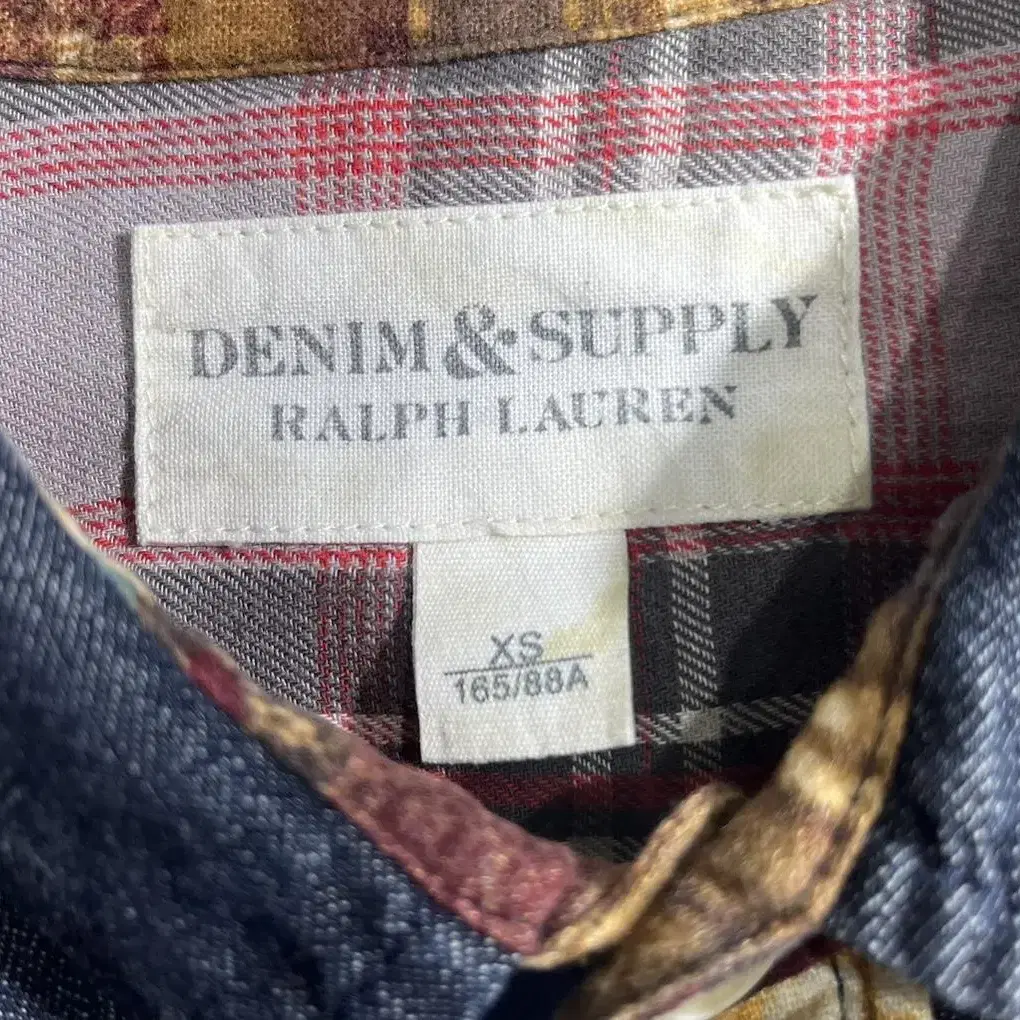 DENIM & SUPPLY
RALPH LAUREN
XS
165/88A